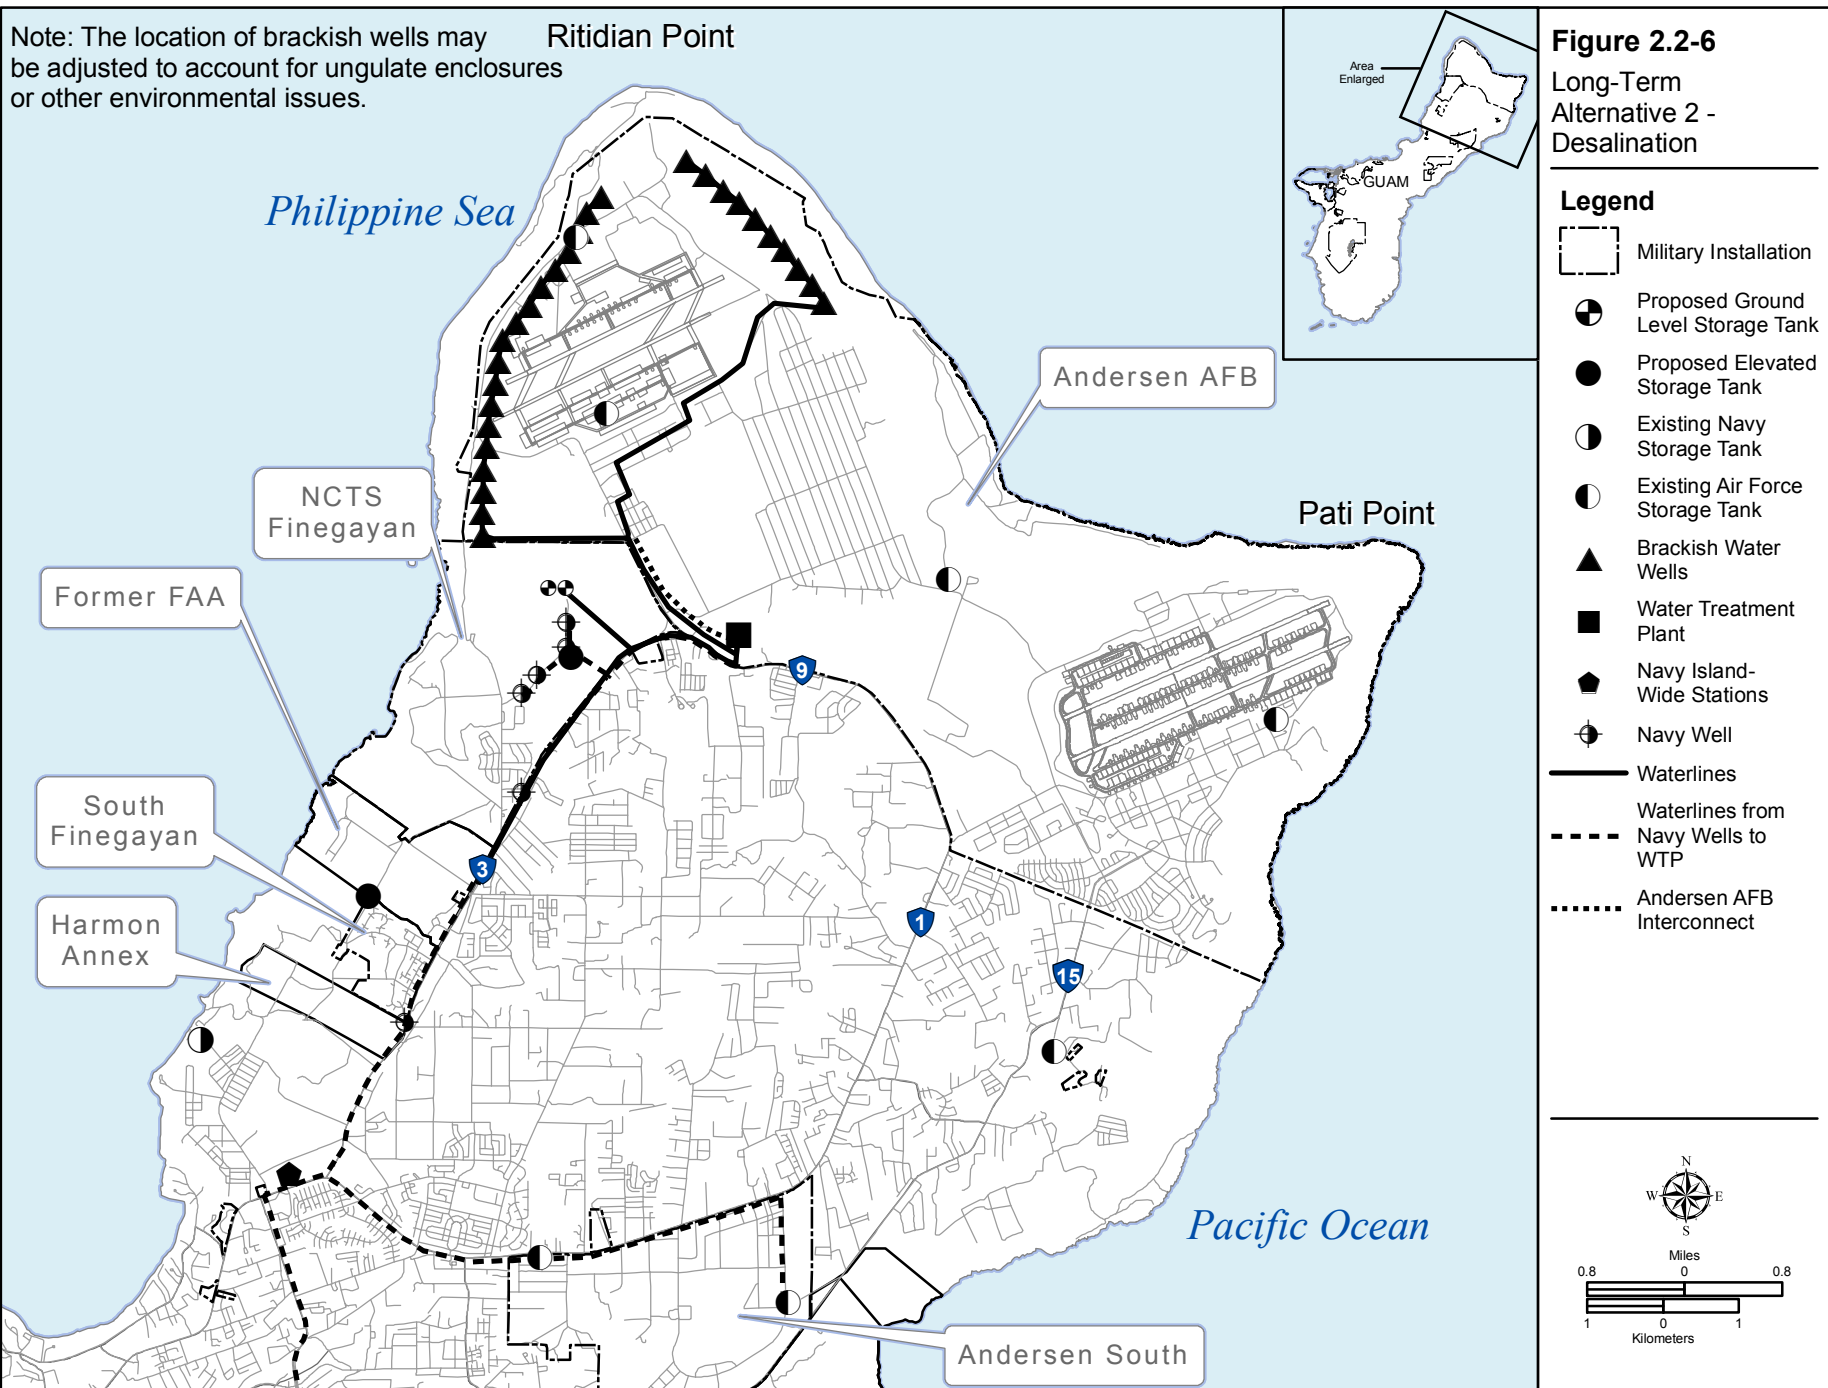 Note: The location of brackish wells may
be adjusted to account for ungulate enclosures
or other environmental issues.
Ritidian Point
Philippine Sea
Area
Enlarged
GUAM
Andersen AFB
NCTS
Finegayan
Pati Point
Former FAA
9
South
Finegayan
3
Harmon
Annex
1
15
Pacific Ocean
Andersen South
Figure 2.2-6
Long-Term
Alternative 2 -
Desalination
Legend
Military Installation
Proposed Ground
Level Storage Tank
Proposed Elevated
Storage Tank
Existing Navy
Storage Tank
Existing Air Force
Storage Tank
Brackish Water
Wells
Water Treatment
Plant
Navy Island-
Wide Stations
Navy Well
Waterlines
Waterlines from
Navy Wells to
WTP
Andersen AFB
Interconnect
N
W E
S
Miles
0.8 0 0.8
1 0 1
Kilometers